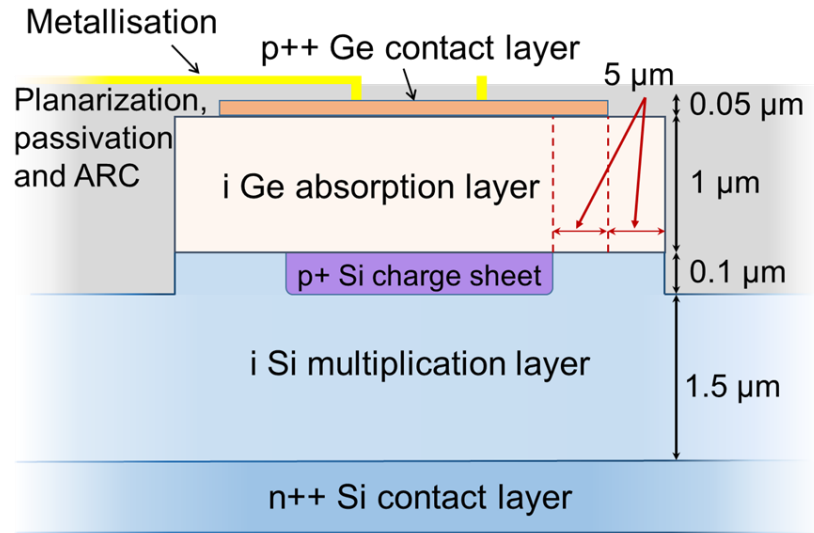 Metallisation
p++ Ge contact layer
5 µm
Planarization,
passivation
and ARC
0.05 µm
i Ge absorption layer
1 µm
p+ Si charge sheet
0.1 µm
i Si multiplication layer
1.5 µm
n++ Si contact layer